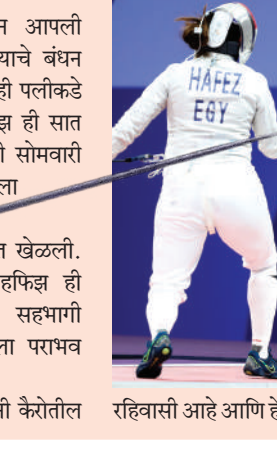 आपली
याचे बंधन
ही पलीकडे
झ ही सात
सोमवारी
ला
खेळली.
हफिझ ही
सहभागी
ला पराभव
मी कैरोतील
HAFEZ
EGY
रहिवासी आहे आणि हे